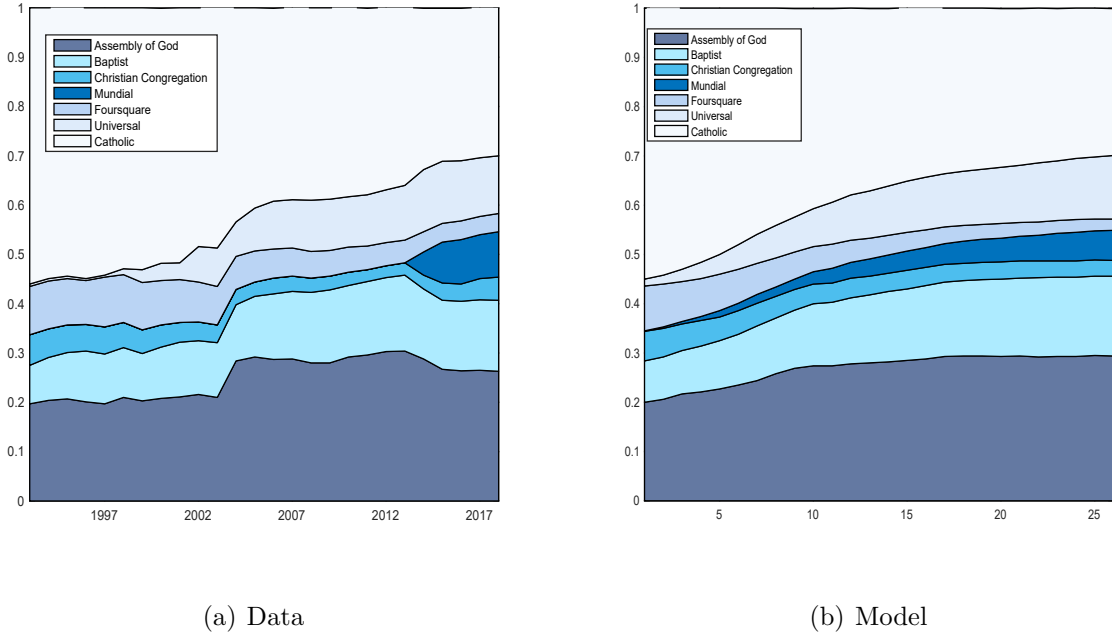 1
0.9
0.8
0.7
0.6
0.5
0.4
0.3
0.2
0.1
0
Assembly of God
Baptist
Christian Congregation
Mundial
Foursquare
Universal
Catholic
1997 2002 2007 2012 2017
(a) Data
1
0.9
0.8
0.7
0.6
0.5
0.4
0.3
0.2
0.1
0
Assembly of God
Baptist
Christian Congregation
Mundial
Foursquare
Universal
Catholic
5 10 15 20 25
(b) Model